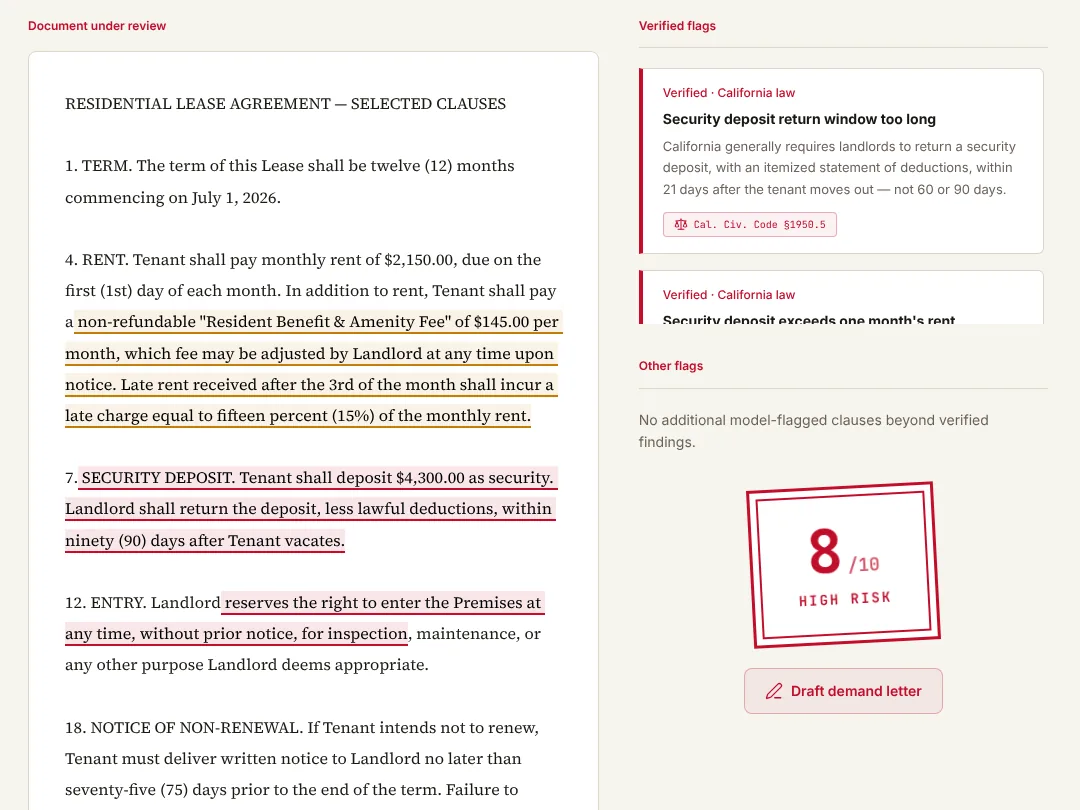 Document under review
RESIDENTIAL LEASE AGREEMENT — SELECTED CLAUSES
1. TERM. The term of this Lease shall be twelve (12) months
commencing on July 1, 2026.
4. RENT. Tenant shall pay monthly rent of $2,150.00, due on the
first (1st) day of each month. In addition to rent, Tenant shall pay
a non-refundable "Resident Benefit & Amenity Fee" of $145.00 per
month, which fee may be adjusted by Landlord at any time upon
notice. Late rent received after the 3rd of the month shall incur a
late charge equal to fifteen percent (15%) of the monthly rent.
7. SECURITY DEPOSIT. Tenant shall deposit $4,300.00 as security.
Landlord shall return the deposit, less lawful deductions, within
ninety (90) days after Tenant vacates.
12. ENTRY. Landlord reserves the right to enter the Premises at
any time, without prior notice, for inspection, maintenance, or
any other purpose Landlord deems appropriate.
18. NOTICE OF NON-RENEWAL. If Tenant intends not to renew,
Tenant must deliver written notice to Landlord no later than
seventy-five (75) days prior to the end of the term. Failure to
Verified flags
Verified · California law
Security deposit return window too long
California generally requires landlords to return a security
deposit, with an itemized statement of deductions, within
21 days after the tenant moves out — not 60 or 90 days.
Cal. Civ. Code §1950.5
Verified · California law
Security deposit exceeds one month's rent
Other flags
No additional model-flagged clauses beyond verified
findings.
8 /10
HIGH RISK
Draft demand letter